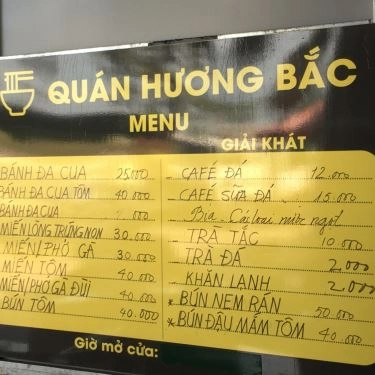 QUÁN HƯƠNG BẮC
MENU
BÁNH ĐA CUA 25.000
BÁNH ĐA CUA TÔM 40.000
BÁNH ĐA CUA 000
MIẾN LÒNG TRỨNG NON 30.000
MIẾN/PHỞ GÀ 30.000
MIẾN TÔM 40.000
MIẾN/PHỞ GÀ ĐÙI 40.000
BÚN TÔM 40.000
GIẢI KHÁT
CAFÉ ĐÁ 12.000
CAFÉ SỮA ĐÁ 15.000
Bia - Các loại nước ngọt
TRÀ TẮC 10.000
TRÀ ĐÁ 2.000
KHĂN LẠNH 2.000
* BÚN NEM RÁN 50.000
* BÚN ĐẬU MẮM TÔM 40.000
Giờ mở cửa: